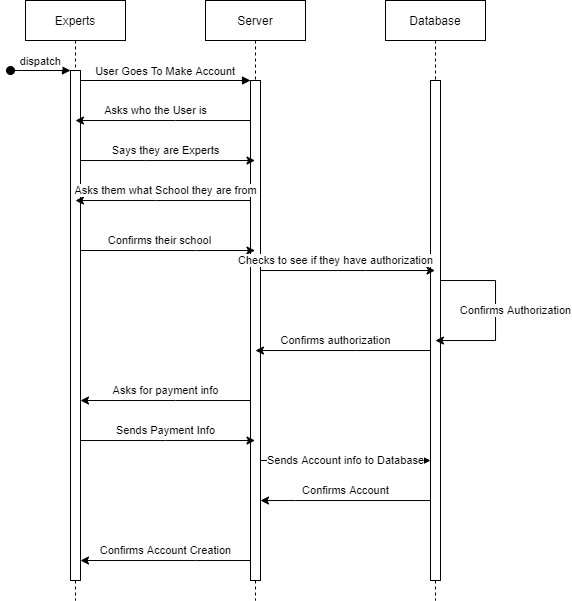 Experts
Server
Database
dispatch
User Goes To Make Account
Asks who the User is
Says they are Experts
Asks them what School they are from
Confirms their school
Checks to see if they have authorization
Confirms Authorization
Confirms authorization
Asks for payment info
Sends Payment Info
Sends Account info to Database
Confirms Account
Confirms Account Creation